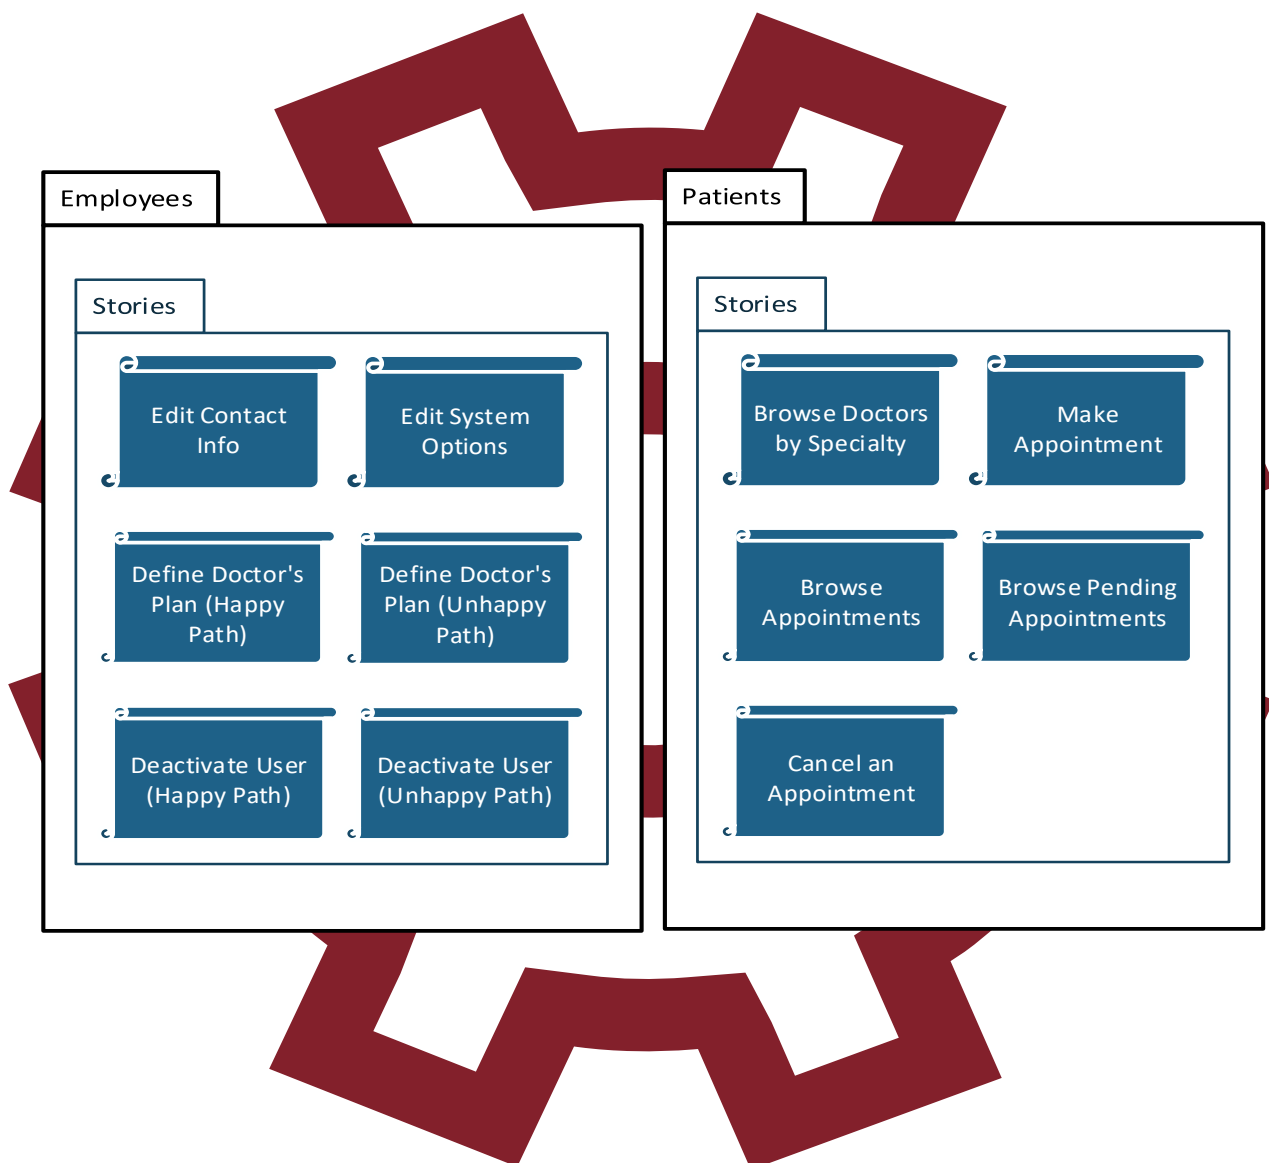 Employees
Stories
Edit Contact
Info
Edit System
Options
Define Doctor's
Plan (Happy
Path)
Define Doctor's
Plan (Unhappy
Path)
Deactivate User
(Happy Path)
Deactivate User
(Unhappy Path)
Patients
Stories
Browse Doctors
by Specialty
Make
Appointment
Browse
Appointments
Browse Pending
Appointments
Cancel an
Appointment